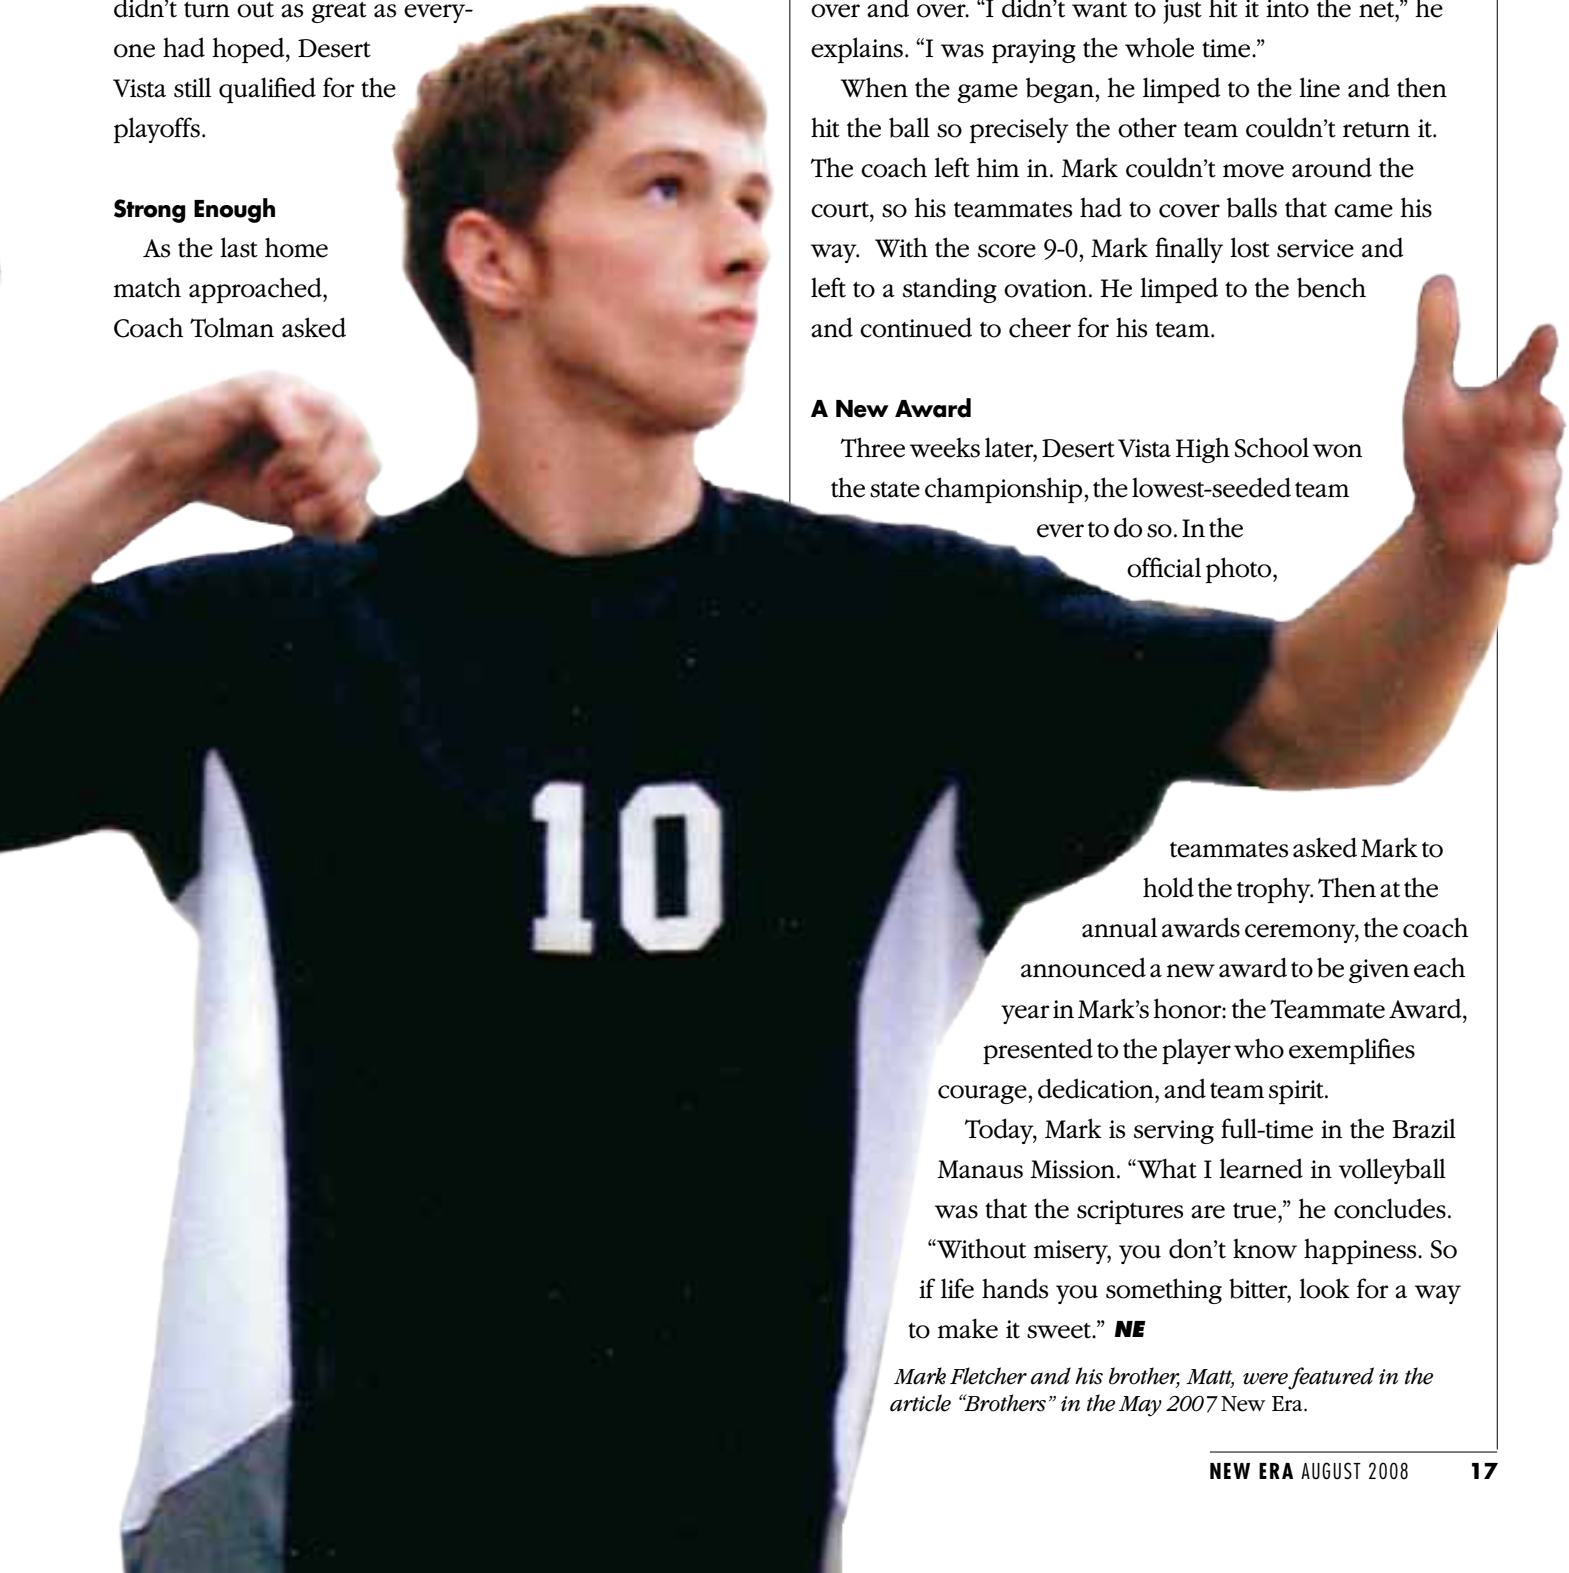 didn't turn out as great as every-
one had hoped, Desert
Vista still qualified for the
playoffs.
Strong Enough
As the last home
match approached,
Coach Tolman asked
over and over. “I didn't want to just hit it into the net,” he
explains. “I was praying the whole time.”
When the game began, he limped to the line and then
hit the ball so precisely the other team couldn't return it.
The coach left him in. Mark couldn't move around the
court, so his teammates had to cover balls that came his
way. With the score 9-0, Mark finally lost service and
left to a standing ovation. He limped to the bench
and continued to cheer for his team.
A New Award
Three weeks later, Desert Vista High School won
the state championship, the lowest-seeded team
ever to do so. In the
official photo,
teammates asked Mark to
hold the trophy. Then at the
annual awards ceremony, the coach
announced a new award to be given each
year in Mark's honor: the Teammate Award,
presented to the player who exemplifies
courage, dedication, and team spirit.
Today, Mark is serving full-time in the Brazil
Manaus Mission. “What I learned in volleyball
was that the scriptures are true,” he concludes.
“Without misery, you don't know happiness. So
if life hands you something bitter, look for a way
to make it sweet.” NE
Mark Fletcher and his brother, Matt, were featured in the
article “Brothers” in the May 2007 New Era.
10
NEW ERA AUGUST 2008 17